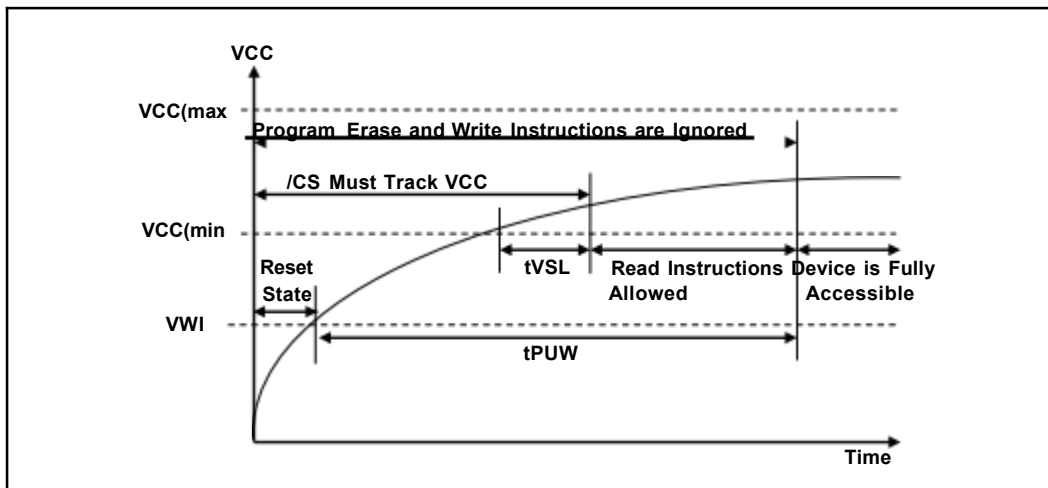 VCC
VCC(max
Program Erase and Write Instructions are Ignored
/CS Must Track VCC
VCC(min
Reset
State
tVSL
Read Instructions
Allowed
Device is Fully
Accessible
VWI
tPUW
Time